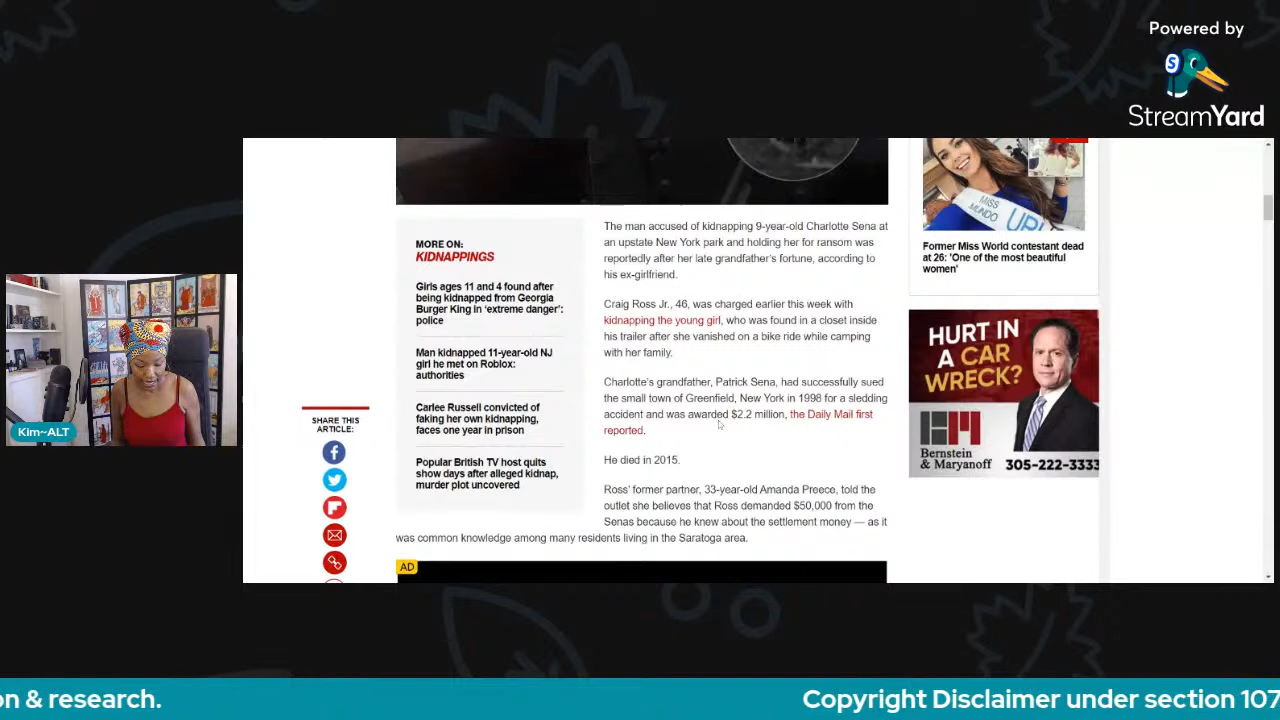 Powered by
S
StreamYard
MORE ON:
KIDNAPPINGS
Girls ages 11 and 4 found after
being kidnapped from Georgia
Burger King in ‘extreme danger’:
police
Man kidnapped 11-year-old NJ
girl he met on Roblox:
authorities
Carlee Russell convicted of
faking her own kidnapping,
faces one year in prison
Popular British TV host quits
show days after alleged kidnap,
murder plot uncovered
The man accused of kidnapping 9-year-old Charlotte Sena at
an upstate New York park and holding her for ransom was
reportedly after her late grandfather’s fortune, according to
his ex-girlfriend.
Craig Ross Jr., 46, was charged earlier this week with
kidnapping the young girl, who was found in a closet inside
his trailer after she vanished on a bike ride while camping
with her family.
Charlotte’s grandfather, Patrick Sena, had successfully sued
the small town of Greenfield, New York in 1998 for a sledding
accident and was awarded $2.2 million, the Daily Mail first
reported.
He died in 2015.
Ross’ former partner, 33-year-old Amanda Preece, told the
outlet she believes that Ross demanded $50,000 from the
Senas because he knew about the settlement money — as it
was common knowledge among many residents living in the Saratoga area.
AD
MISS
MUNDO
UP!
Former Miss World contestant dead
at 26: 'One of the most beautiful
women'
HURT IN
A CAR
WRECK?
Bernstein
& Maryanoff
305-222-3333
SHARE THIS
ARTICLE:
Kim~ALT
on & research.
Copyright Disclaimer under section 107